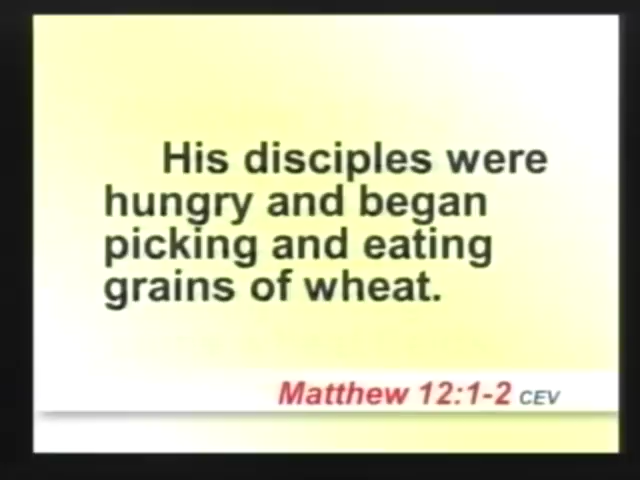 His disciples were
hungry and began
picking and eating
grains of wheat.
Matthew 12:1-2 CEV